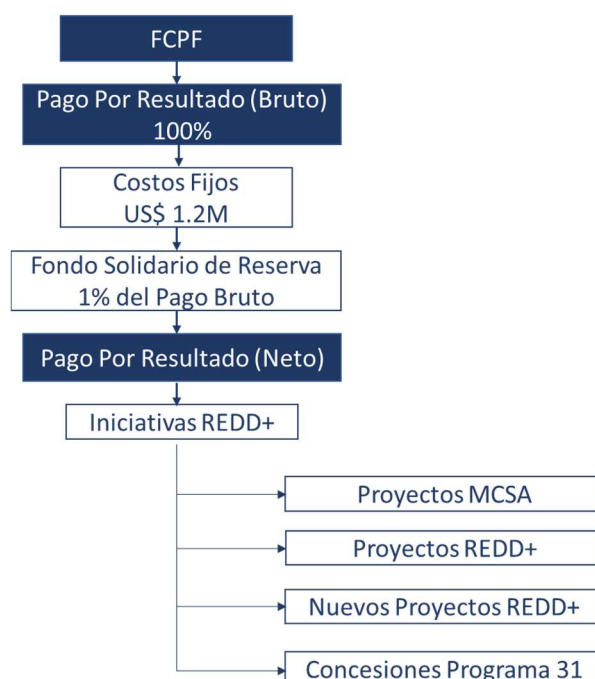 FCPF
Pago Por Resultado (Bruto)
100%
Costos Fijos
US$ 1.2M
Fondo Solidario de Reserva
1% del Pago Bruto
Pago Por Resultado (Neto)
Iniciativas REDD+
Proyectos MCSA
Proyectos REDD+
Nuevos Proyectos REDD+
Concesiones Programa 31